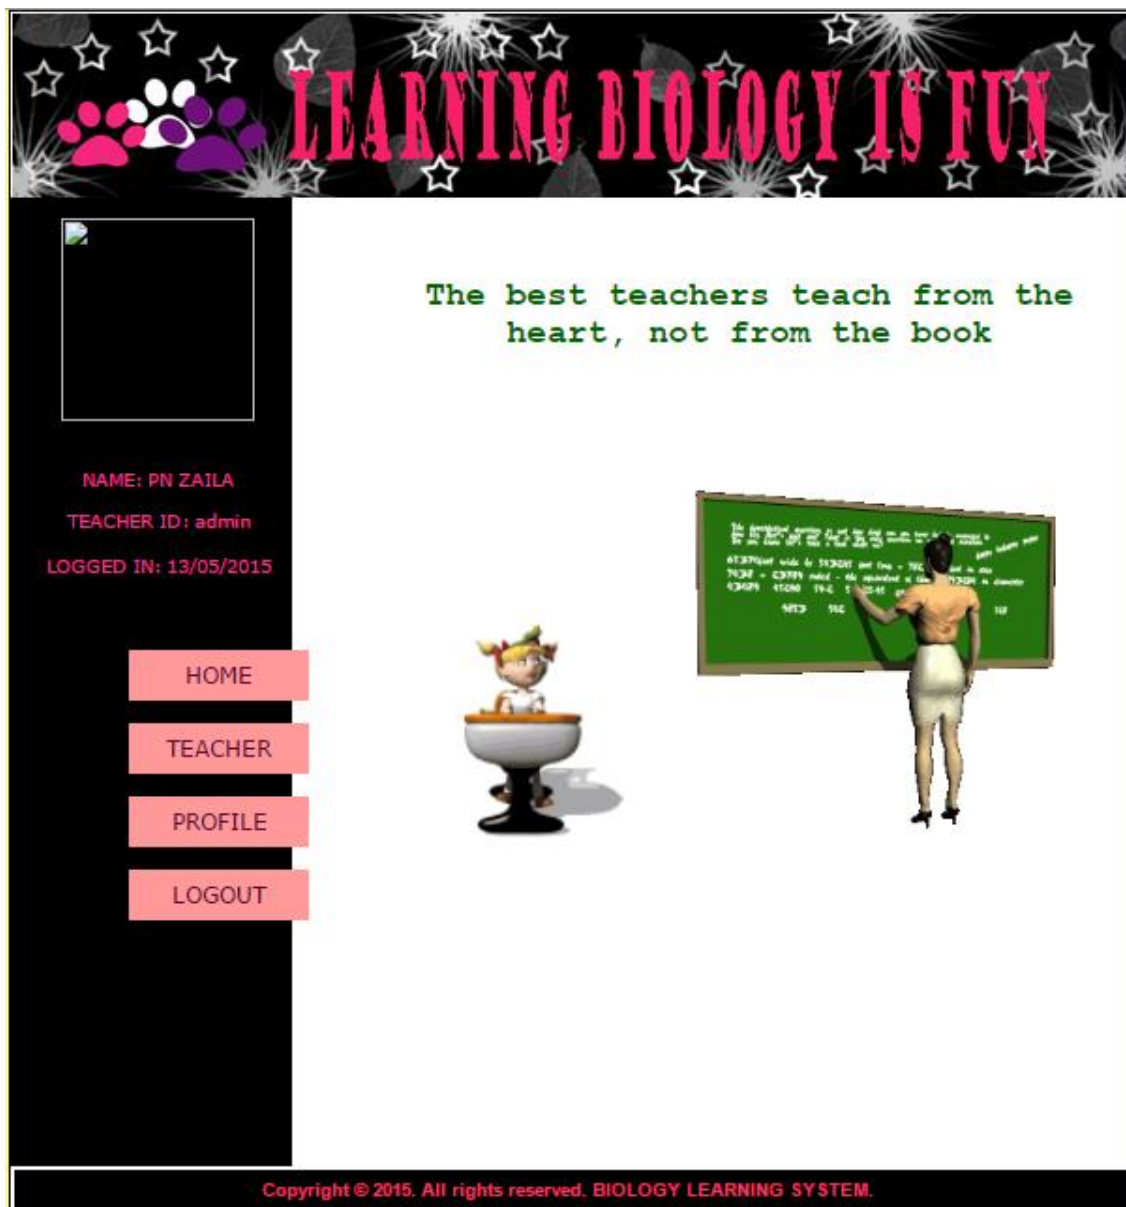 LEARNING BIOLOGY IS FUN
The best teachers teach from the
heart, not from the book
NAME: PN ZAILA
TEACHER ID: admin
LOGGED IN: 13/05/2015
HOME
TEACHER
PROFILE
LOGOUT
Copyright © 2015. All rights reserved. BIOLOGY LEARNING SYSTEM.